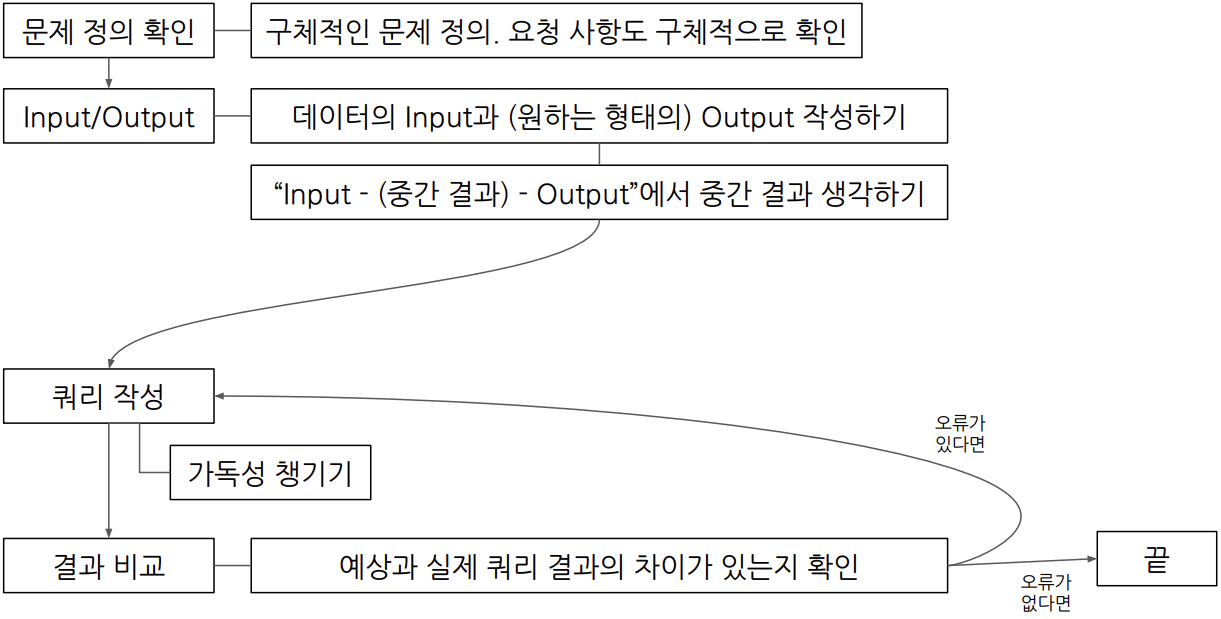 문제 정의 확인
구체적인 문제 정의. 요청 사항도 구체적으로 확인
Input/Output
데이터의 Input과 (원하는 형태의) Output 작성하기
“Input - (중간 결과) - Output”에서 중간 결과 생각하기
쿼리 작성
오류가
있다면
가독성 챙기기
결과 비교
예상과 실제 쿼리 결과의 차이가 있는지 확인
끝
오류가
없다면